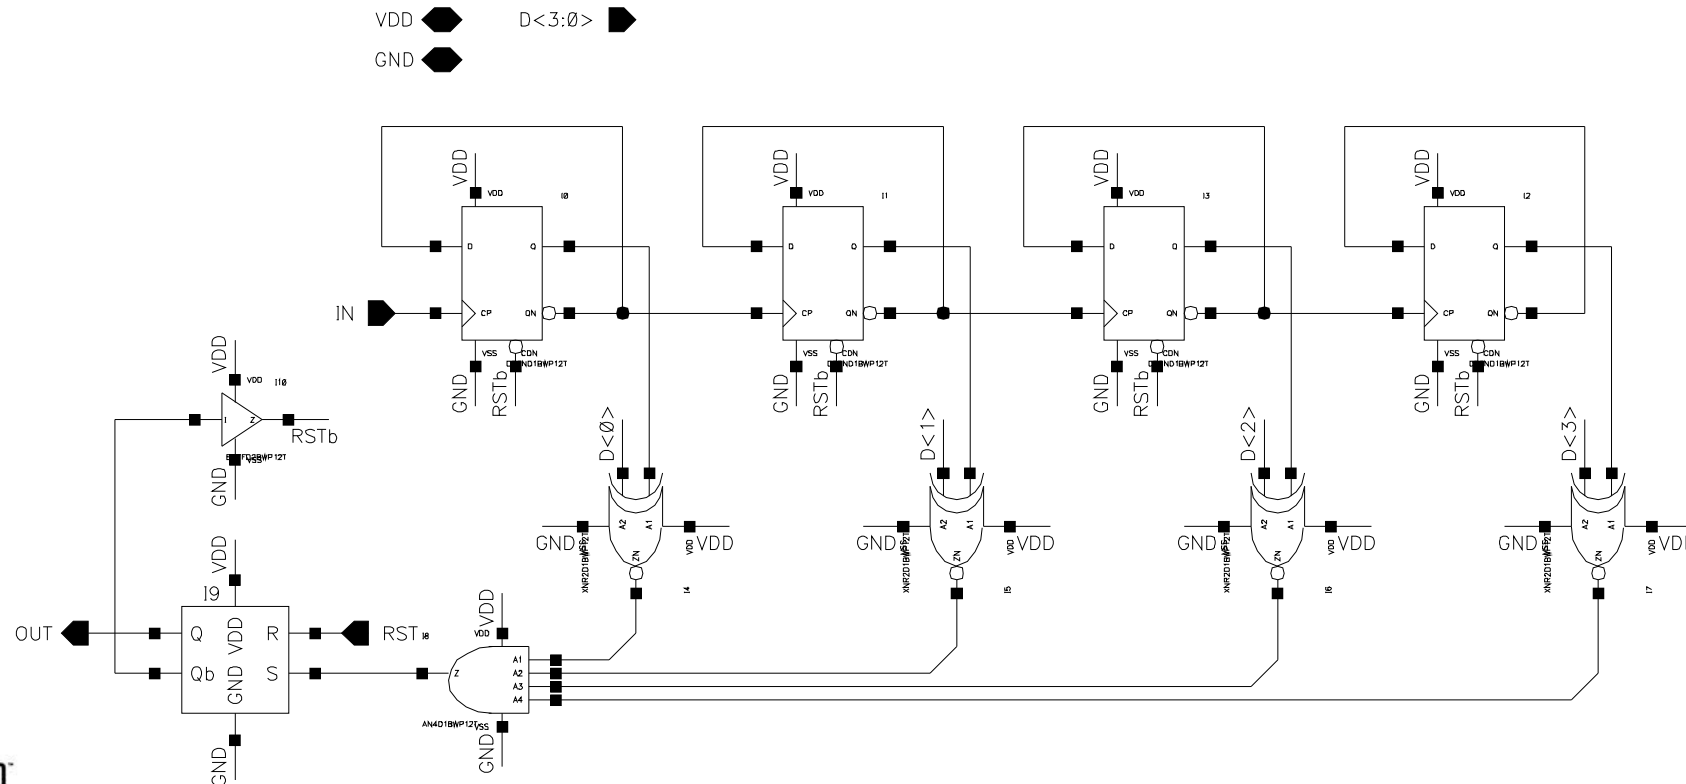 VDD D<3:0>
GND
VDD VDD VDD VDD
VDD I0 VDD I1 VDD I3 VDD I2
D Q D Q D Q D Q
IN CP QN CP QN CP QN CP QN
VSS CDN VSS CDN VSS CDN VSS CDN
GND RSTb GND RSTb GND RSTb GND RSTb
VDD
VDD I10
I Z
RSTb
VSS
GND
D<0> D<1> D<2> D<3>
A2 A1 A2 A1 A2 A1 A2 A1
GND VDD GND VDD GND VDD GND
XNR2D1BWP12T VDD XNR2D1BWP12T VDD XNR2D1BWP12T VDD XNR2D1BWP12T VDD
ZN ZN ZN ZN
I4 I5 I6 I7
VDD
I9
OUT Q VDD R RST I8
Qb GND S
GND
VDD
VDD
Z A1
A2
A3
A4
AN4D1BWP12T VSS
GND